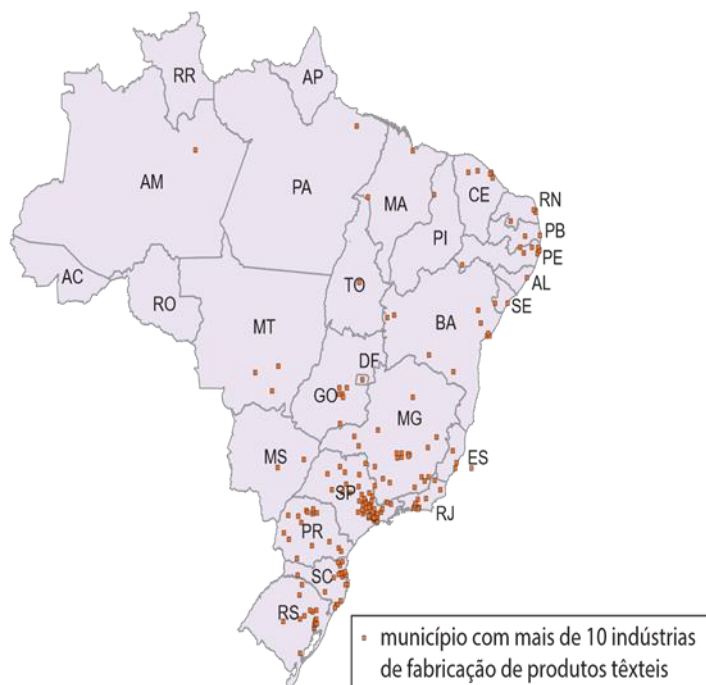 RR
AP
AM
PA
MA
CE
RN
PB
PI
PE
AC
AL
TO
RO
SE
MT
BA
DF
GO
MG
MS
ES
SP
RJ
PR
SC
RS
município com mais de 10 indústrias
de fabricação de produtos têxteis